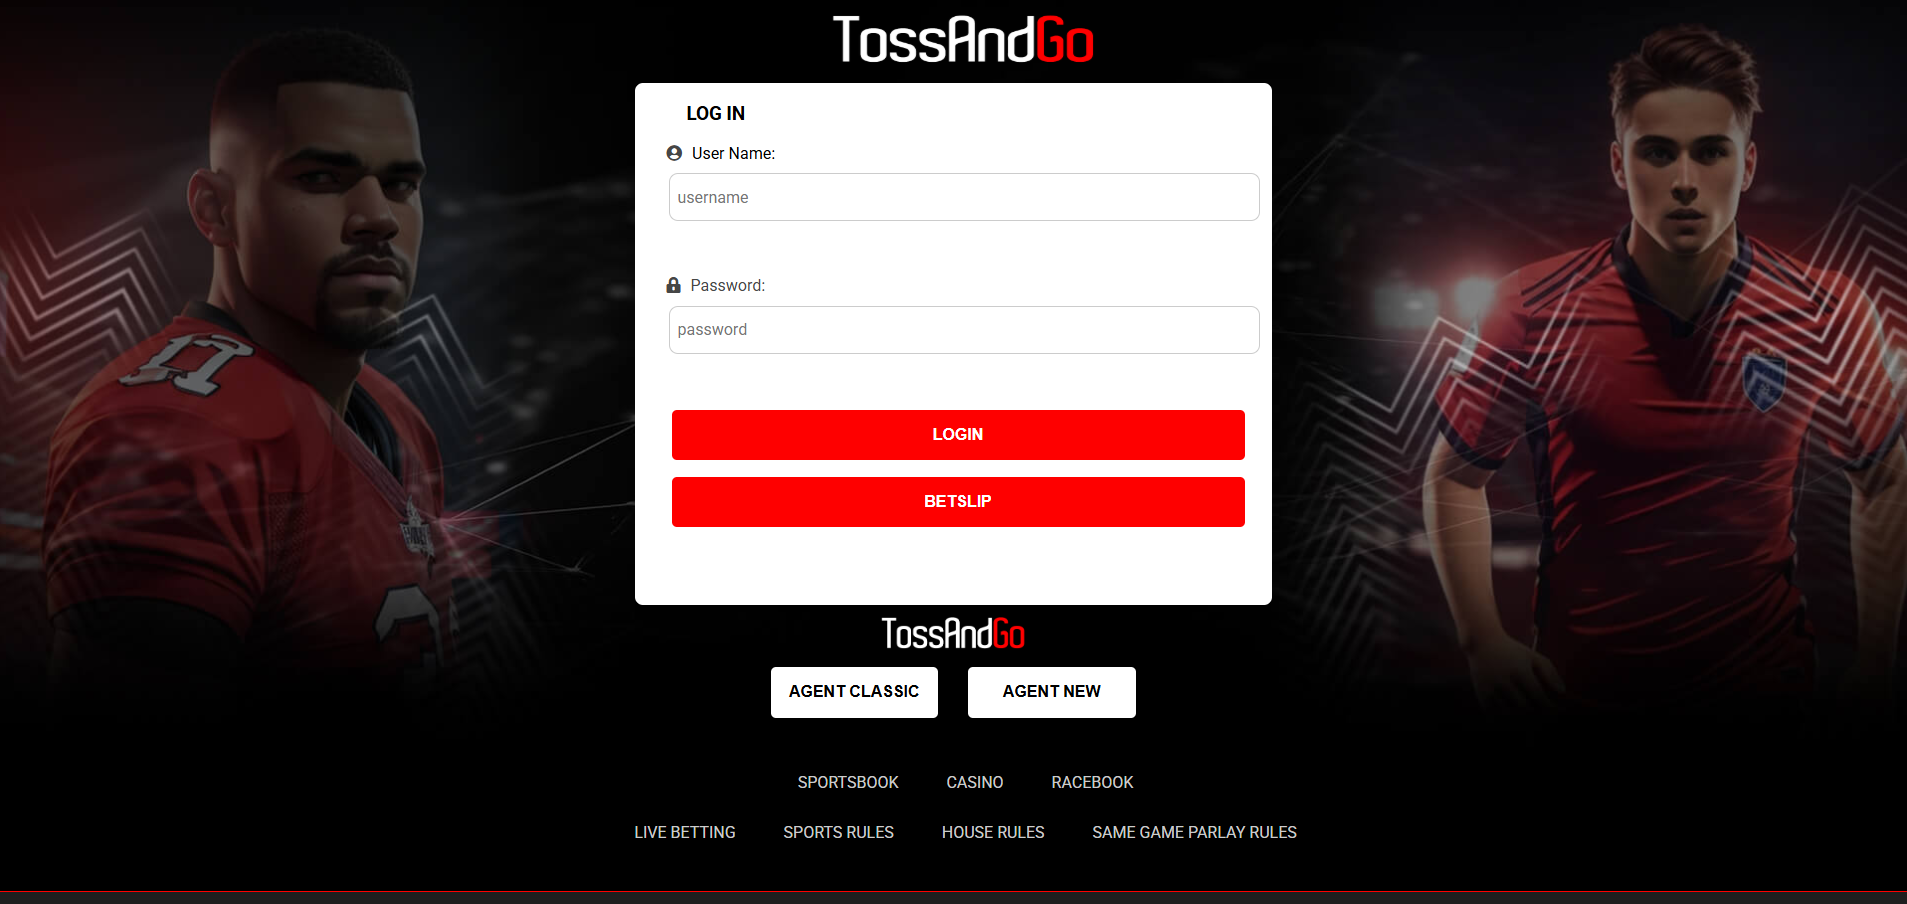 TossAndGo
LOG IN
User Name:
username
Password:
password
LOGIN
BETSLIP
TossAndGo
AGENT CLASSIC AGENT NEW
SPORTSBOOK CASINO RACEBOOK
LIVE BETTING SPORTS RULES HOUSE RULES SAME GAME PARLAY RULES
17